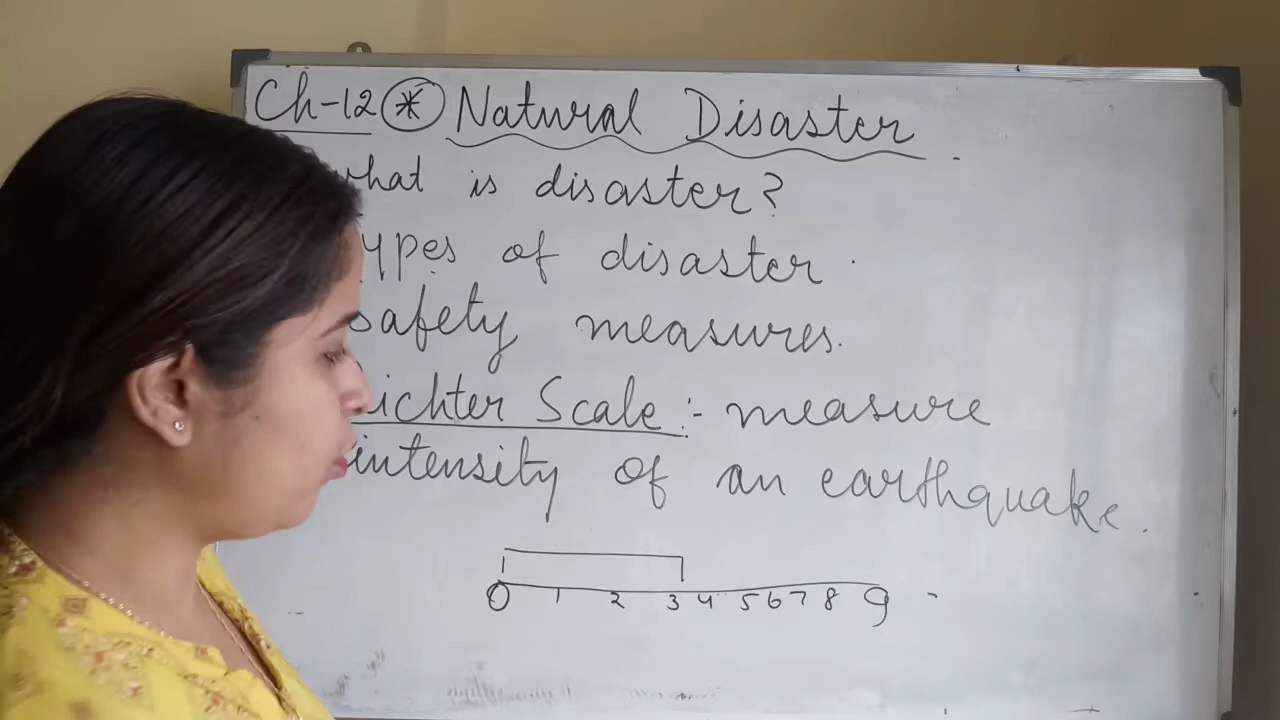 Ch-12 * Natural Disaster.
what is disaster?
ypes of disaster.
safety measures.
ichter Scale :- measure
intensity of an earthquake.
0 1 2 3 4 5 6 7 8 9